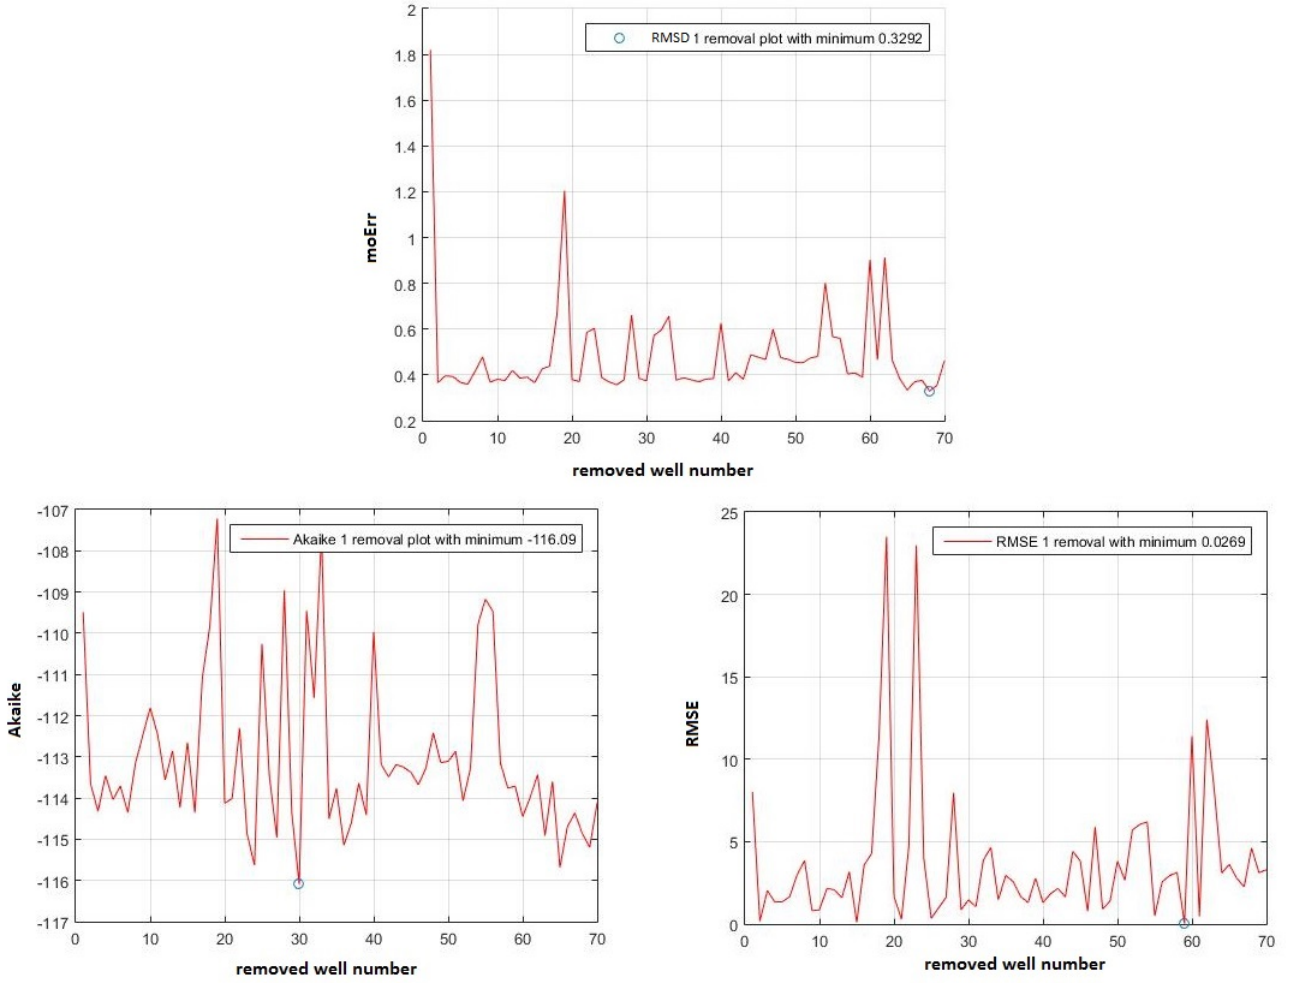 2
1.8
1.6
1.4
1.2
1
0.8
0.6
0.4
0.2
moErr
RMSD 1 removal plot with minimum 0.3292
0 10 20 30 40 50 60 70
removed well number
-107
-108
-109
-110
-111
-112
-113
-114
-115
-116
-117
Akaike
Akaike 1 removal plot with minimum -116.09
0 10 20 30 40 50 60 70
removed well number
25
20
15
10
5
0
RMSE
RMSE 1 removal with minimum 0.0269
0 10 20 30 40 50 60 70
removed well number